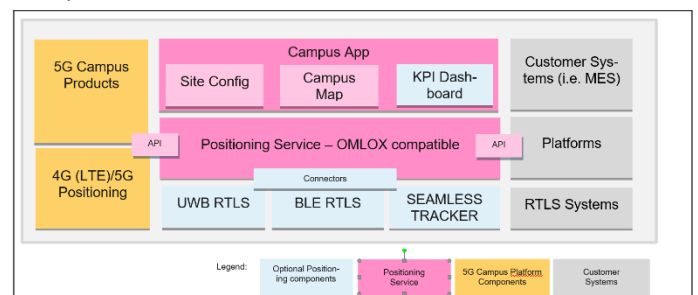 Campus App
5G Campus
Products
Site Config
Campus
Map
KPI Dash-
board
Customer Sys-
tems (i.e. MES)
API
Positioning Service – OMLOX compatible
API
Platforms
4G (LTE)/5G
Positioning
Connectors
UWB RTLS
BLE RTLS
SEAMLESS
TRACKER
RTLS Systems
Legend:
Optional Position-
ing components
Positioning
Service
5G Campus Platform
Components
Customer
Systems